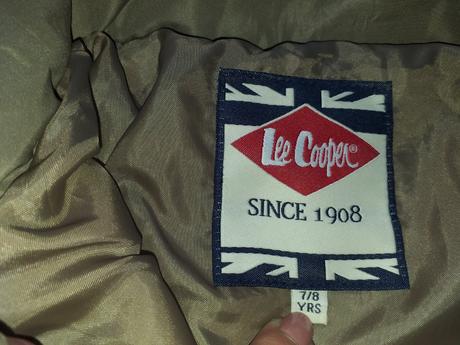 Lee Cooper®
SINCE 1908
7/8
YRS